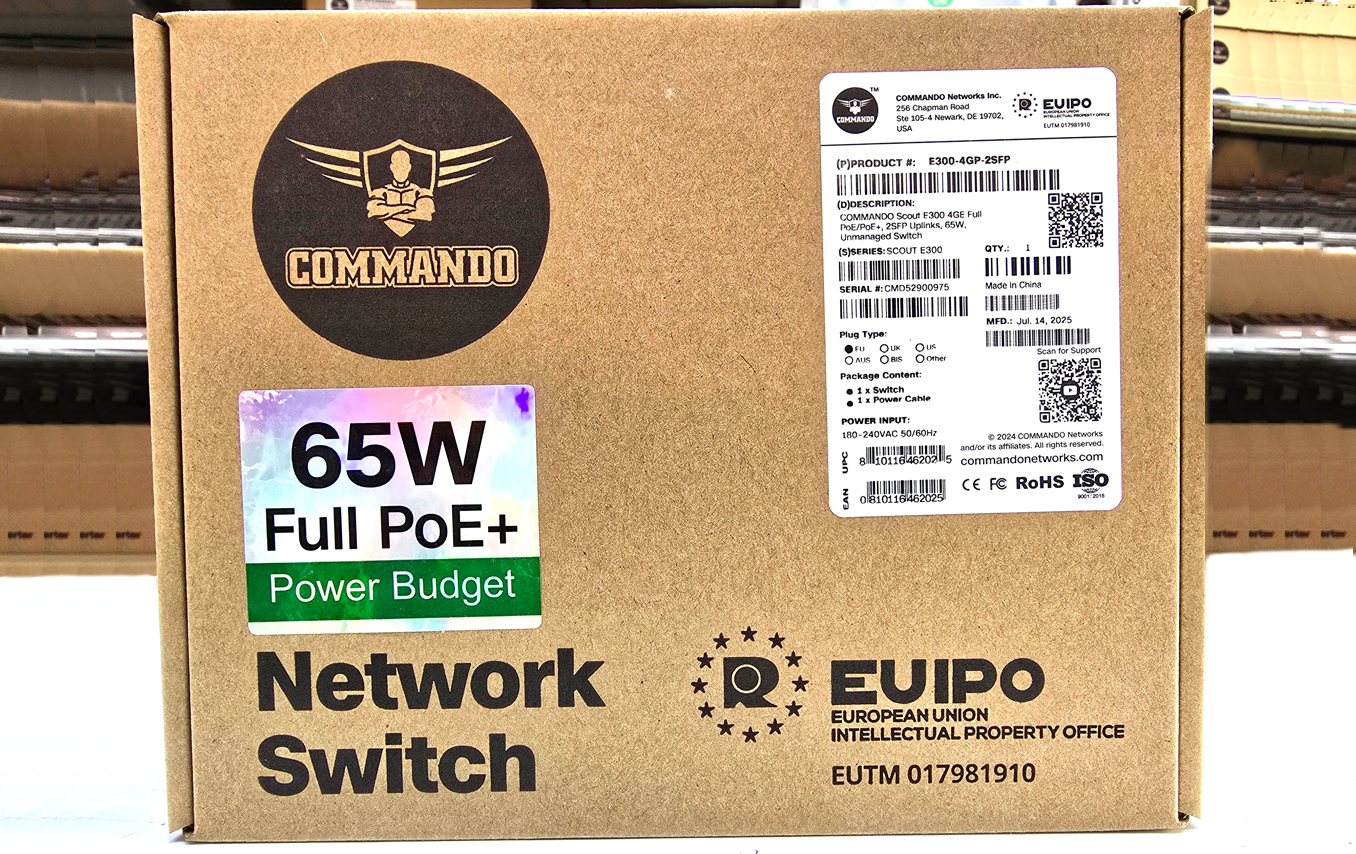 COMMANDO
65W
Full PoE+
Power Budget
Network
Switch
EUIPO
EUROPEAN UNION
INTELLECTUAL PROPERTY OFFICE
EUTM 017981910
COMMANDO
TM
COMMANDO Networks Inc.
256 Chapman Road
Ste 105-4 Newark, DE 19702,
USA
EUIPO
EUROPEAN UNION
INTELLECTUAL PROPERTY OFFICE
EUTM 017981910
(P)PRODUCT #: E300-4GP-2SFP
(D)DESCRIPTION:
COMMANDO Scout E300 4GE Full
PoE/PoE+, 2SFP Uplinks, 65W,
Unmanaged Switch
(S)SERIES: SCOUT E300
QTY.: 1
SERIAL #: CMD52900975
Made in China
MFD.: Jul. 14, 2025
Plug Type:
EU UK US
AUS BIS Other
Scan for Support
Package Content:
1 x Switch
1 x Power Cable
POWER INPUT:
180-240VAC 50/60Hz
© 2024 COMMANDO Networks
and/or its affiliates. All rights reserved.
commandonetworks.com
UPC
8 10116 46202 5
EAN
0 810116 462025
CE FC RoHS ISO
9001: 2015